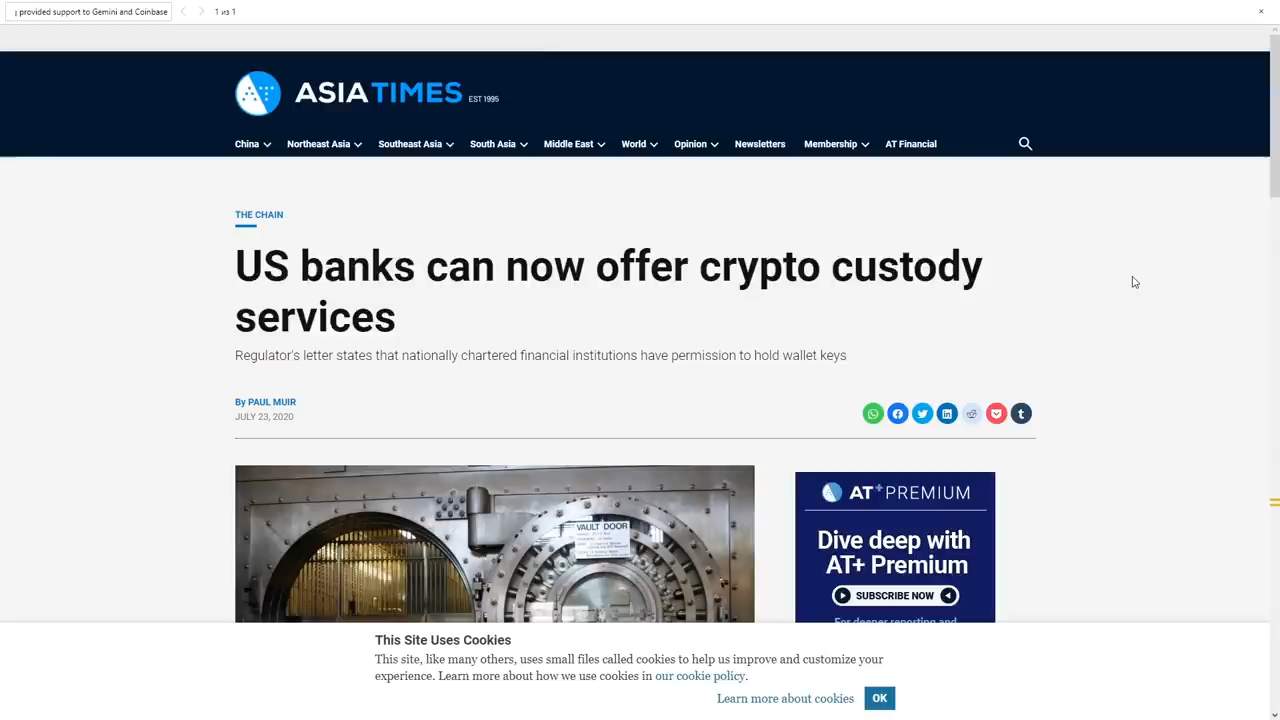 provided support to Gemini and Coinbase
1 из 1
ASIA TIMES EST 1995
China Northeast Asia Southeast Asia South Asia Middle East World Opinion Newsletters Membership AT Financial
THE CHAIN
US banks can now offer crypto custody
services
Regulator's letter states that nationally chartered financial institutions have permission to hold wallet keys
By PAUL MUIR
JULY 23, 2020
VAULT DOOR
AT+ PREMIUM
Dive deep with
AT+ Premium
SUBSCRIBE NOW
For deeper reporting and
This Site Uses Cookies
This site, like many others, uses small files called cookies to help us improve and customize your
experience. Learn more about how we use cookies in our cookie policy.
Learn more about cookies OK